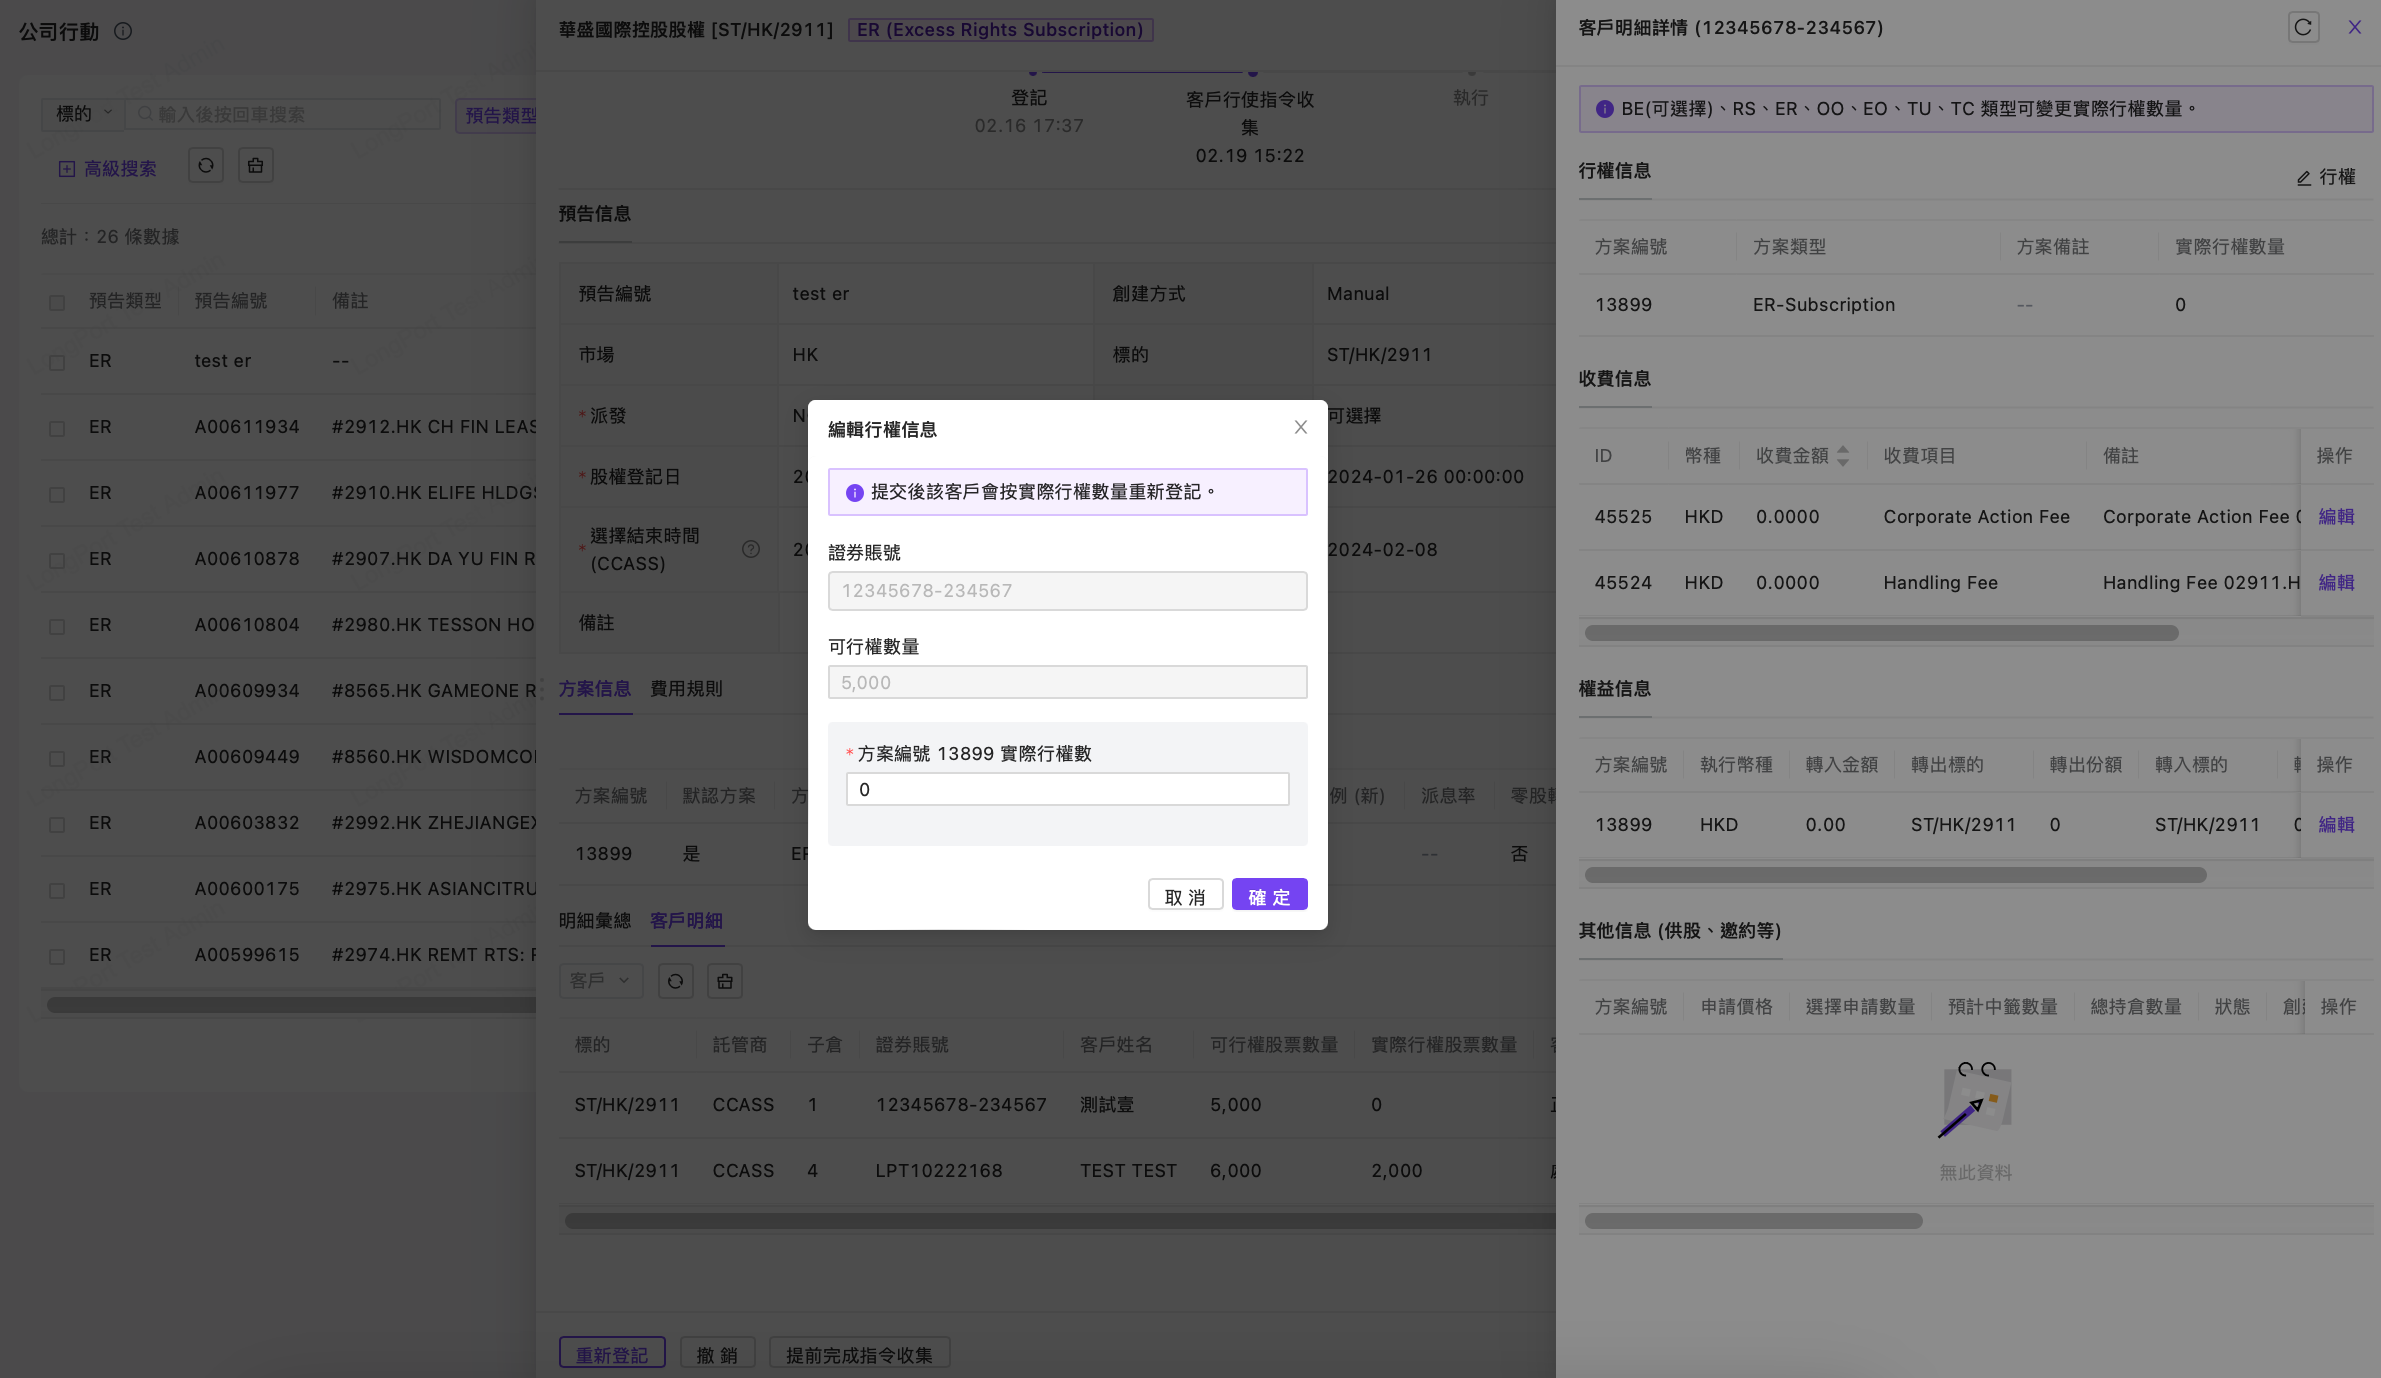 公司行動
標的
輸入後按回車搜索
預告類型
高級搜索
總計：26 條數據
預告類型 預告編號 備註
ER test er --
ER A00611934 #2912.HK CH FIN LEAS
ER A00611977 #2910.HK ELIFE HLDGS
ER A00610878 #2907.HK DA YU FIN R
ER A00610804 #2980.HK TESSON HO
ER A00609934 #8565.HK GAMEONE R
ER A00609449 #8560.HK WISDOMCO
ER A00603832 #2992.HK ZHEJIANGEX
ER A00600175 #2975.HK ASIANCITRU
ER A00599615 #2974.HK REMT RTS:
華盛國際控股股權 [ST/HK/2911] ER (Excess Rights Subscription)
登記
02.16 17:37
客戶行使指令收
集
02.19 15:22
執行
預告信息
預告編號 test er 創建方式 Manual
市場 HK 標的 ST/HK/2911
*派發 可選擇
*股權登記日 2024-01-26 00:00:00
*選擇結束時間
(CCASS) 2024-02-08
備註
方案信息 費用規則
方案編號 默認方案 方 例 (新) 派息率 零股
13899 是 -- 否
明細彙總 客戶明細
客戶
標的 託管商 子倉 證券賬號 客戶姓名 可行權股票數量 實際行權股票數量
ST/HK/2911 CCASS 1 12345678-234567 測試壹 5,000 0
ST/HK/2911 CCASS 4 LPT10222168 TEST TEST 6,000 2,000
重新登記 撤 銷 提前完成指令收集
編輯行權信息
提交後該客戶會按實際行權數量重新登記。
證券賬號
12345678-234567
可行權數量
5,000
*方案編號 13899 實際行權數
0
取 消 確 定
客戶明細詳情 (12345678-234567)
BE(可選擇)、RS、ER、OO、EO、TU、TC 類型可變更實際行權數量。
行權信息
行權
方案編號 方案類型 方案備註 實際行權數量
13899 ER-Subscription -- 0
收費信息
ID 幣種 收費金額 收費項目 備註 操作
45525 HKD 0.0000 Corporate Action Fee Corporate Action Fee 編輯
45524 HKD 0.0000 Handling Fee Handling Fee 02911.H 編輯
權益信息
方案編號 執行幣種 轉入金額 轉出標的 轉出份額 轉入標的 操作
13899 HKD 0.00 ST/HK/2911 0 ST/HK/2911 編輯
其他信息 (供股、邀約等)
方案編號 申請價格 選擇申請數量 預計中籤數量 總持倉數量 狀態 操作
無此資料